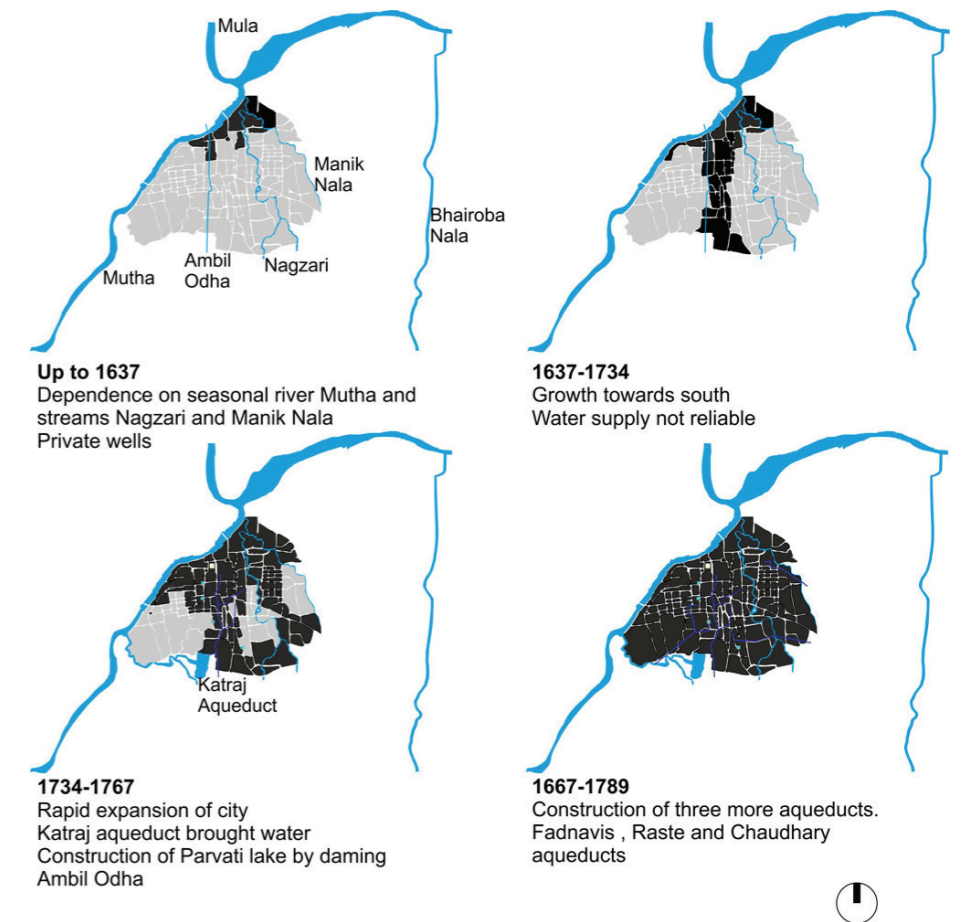 Mula
Manik
Nala
Bhairoba
Nala
Ambil
Odha
Nagzari
Mutha
Up to 1637
Dependence on seasonal river Mutha and
streams Nagzari and Manik Nala
Private wells
1637-1734
Growth towards south
Water supply not reliable
Katraj
Aqueduct
1734-1767
Rapid expansion of city
Katraj aqueduct brought water
Construction of Parvati lake by daming
Ambil Odha
1667-1789
Construction of three more aqueducts.
Fadnavis , Raste and Chaudhary
aqueducts